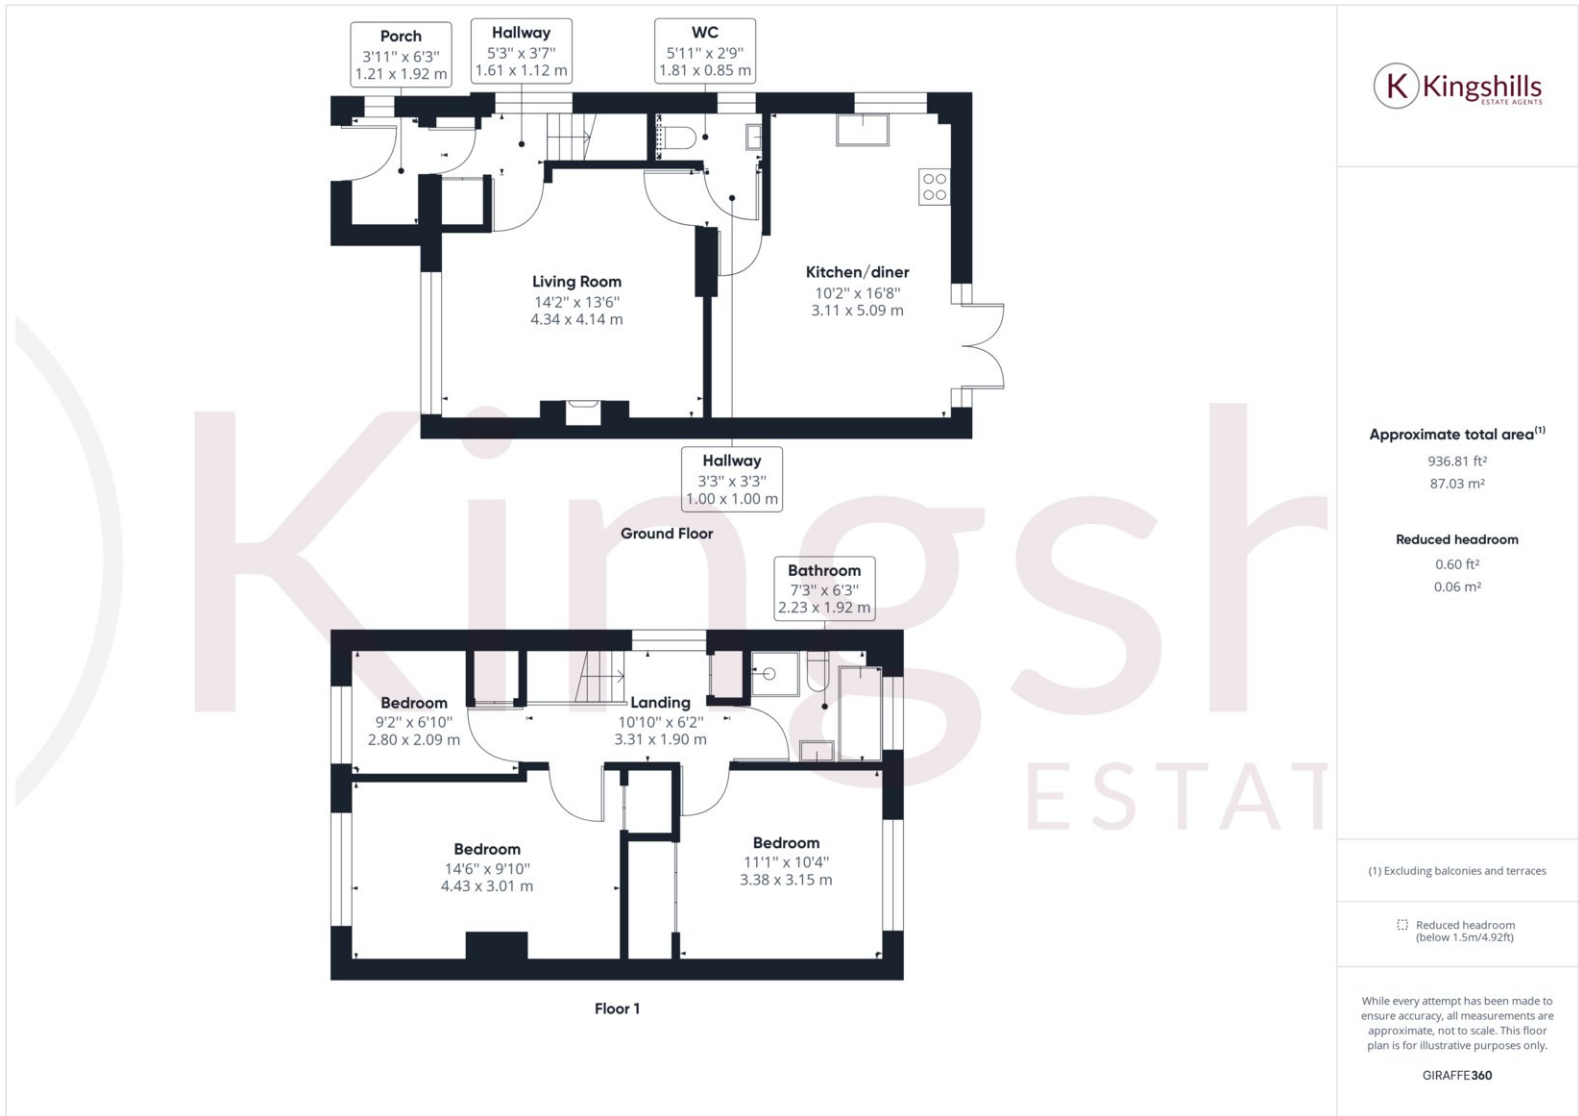 Porch
3'11" x 6'3"
1.21 x 1.92 m
Hallway
5'3" x 3'7"
1.61 x 1.12 m
WC
5'11" x 2'9"
1.81 x 0.85 m
Living Room
14'2" x 13'6"
4.34 x 4.14 m
Kitchen/diner
10'2" x 16'8"
3.11 x 5.09 m
Hallway
3'3" x 3'3"
1.00 x 1.00 m
Ground Floor
Bathroom
7'3" x 6'3"
2.23 x 1.92 m
Bedroom
9'2" x 6'10"
2.80 x 2.09 m
Landing
10'10" x 6'2"
3.31 x 1.90 m
Bedroom
14'6" x 9'10"
4.43 x 3.01 m
Bedroom
11'1" x 10'4"
3.38 x 3.15 m
Floor 1
Kingsh
ESTAT
K Kingshills
ESTATE AGENTS
Approximate total area(1)
936.81 ft²
87.03 m²
Reduced headroom
0.60 ft²
0.06 m²
(1) Excluding balconies and terraces
Reduced headroom
(below 1.5m/4.92ft)
While every attempt has been made to
ensure accuracy, all measurements are
approximate, not to scale. This floor
plan is for illustrative purposes only.
GIRAFFE360